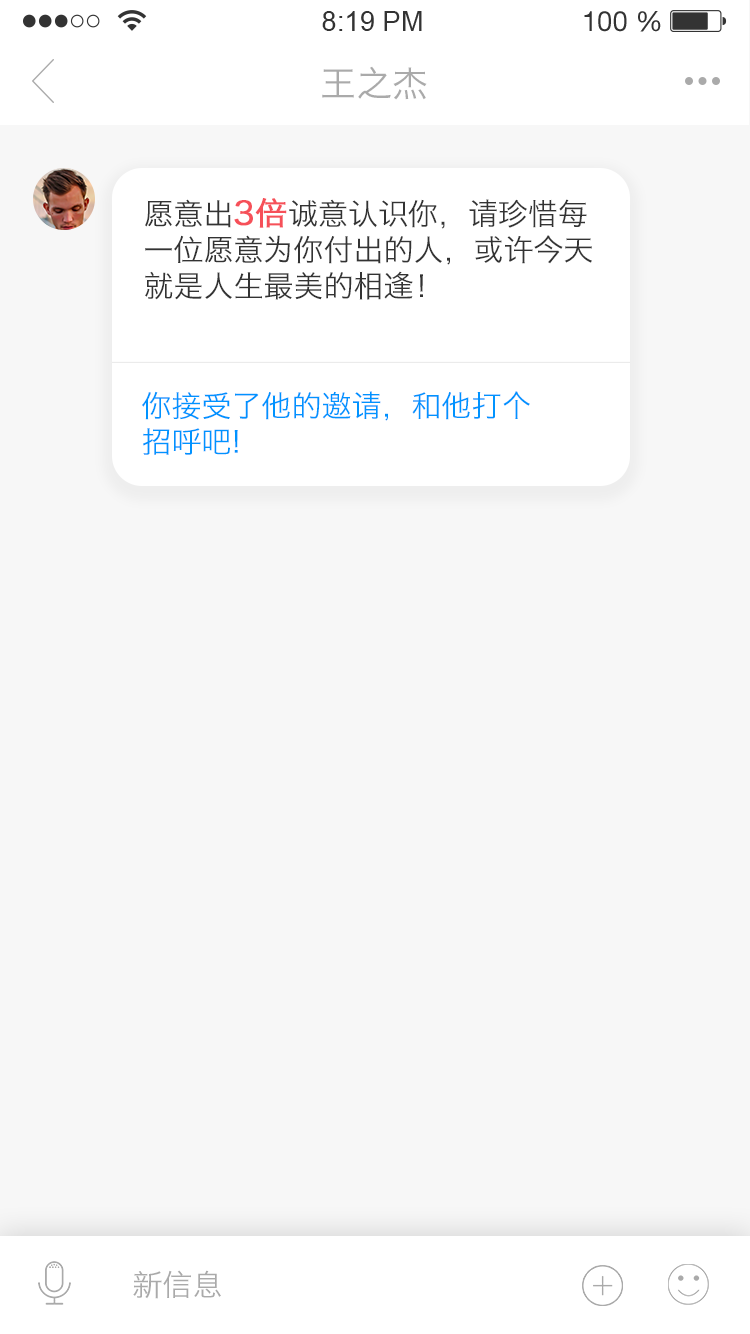 8:19 PM 100 %
王之杰
愿意出3倍诚意认识你，请珍惜每
一位愿意为你付出的人，或许今天
就是人生最美的相逢！
你接受了他的邀请，和他打个
招呼吧！
新信息